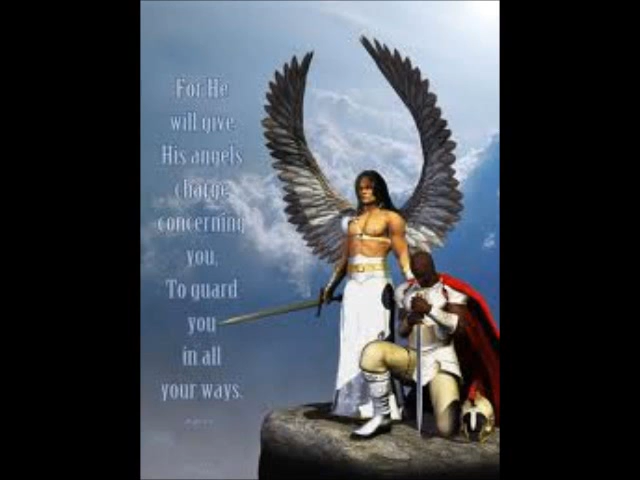 For He
will give
His angels
charge
concerning
you,
To guard
you
in all
your ways.